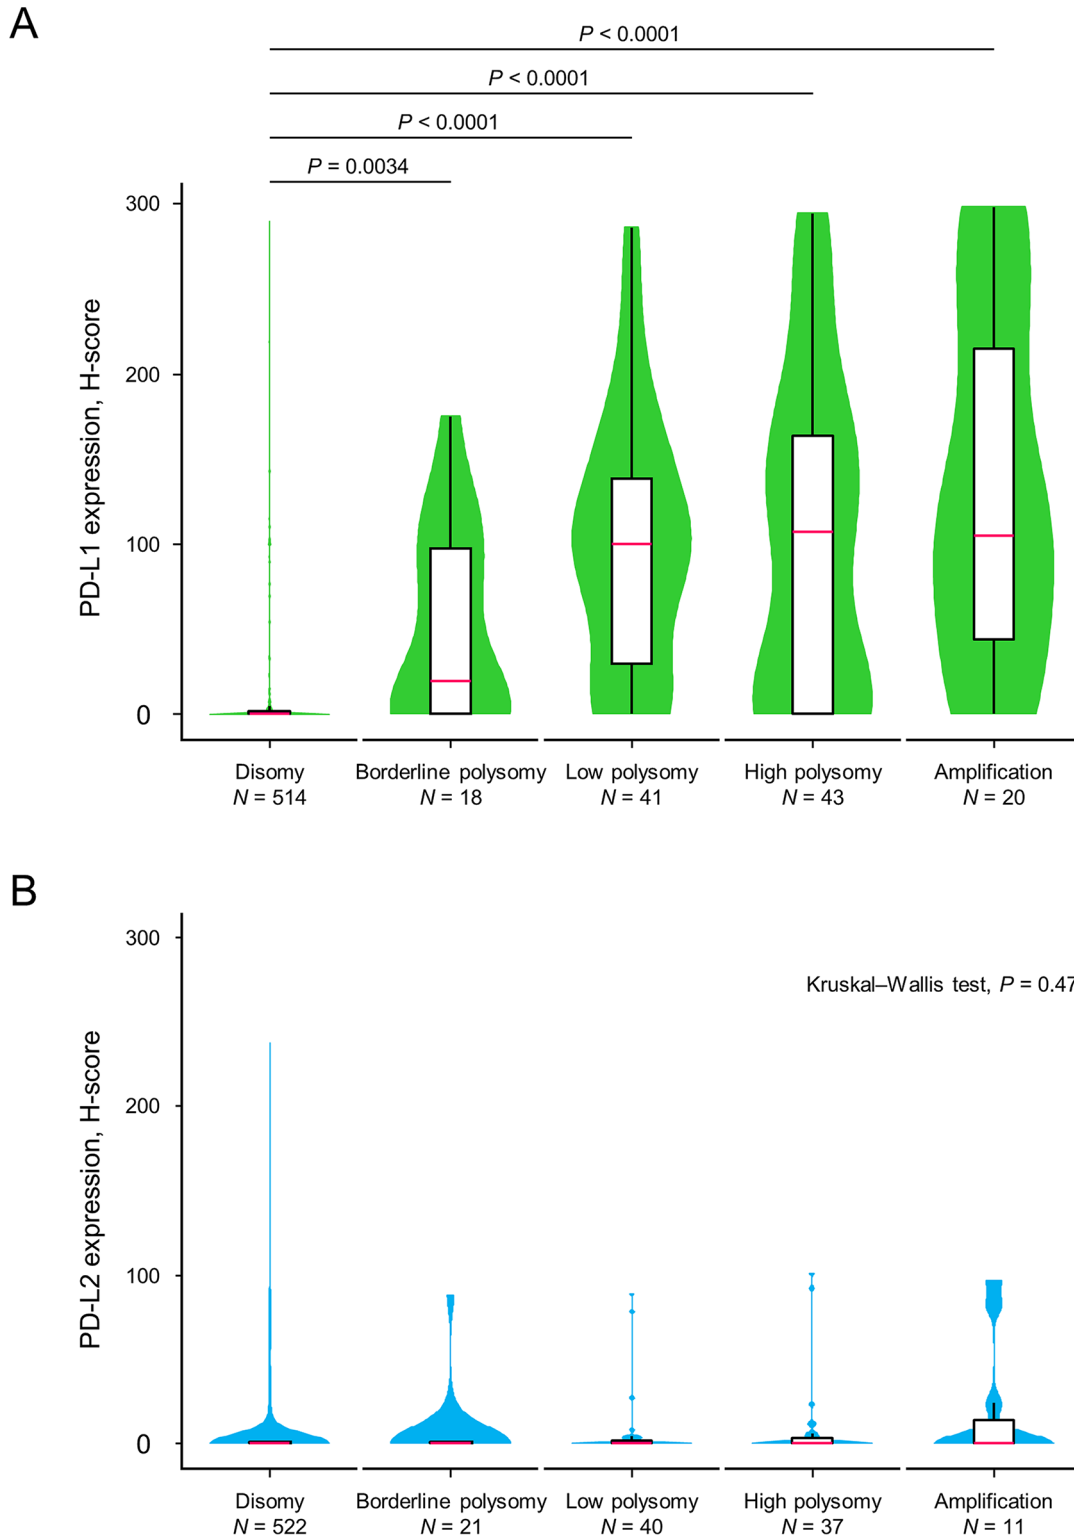 A
P < 0.0001
P < 0.0001
P < 0.0001
P = 0.0034
300
200
100
0
PD-L1 expression, H-score
Disomy Borderline polysomy Low polysomy High polysomy Amplification
N = 514 N = 18 N = 41 N = 43 N = 20
B
300
Kruskal–Wallis test, P = 0.47
200
100
0
PD-L2 expression, H-score
Disomy Borderline polysomy Low polysomy High polysomy Amplification
N = 522 N = 21 N = 40 N = 37 N = 11